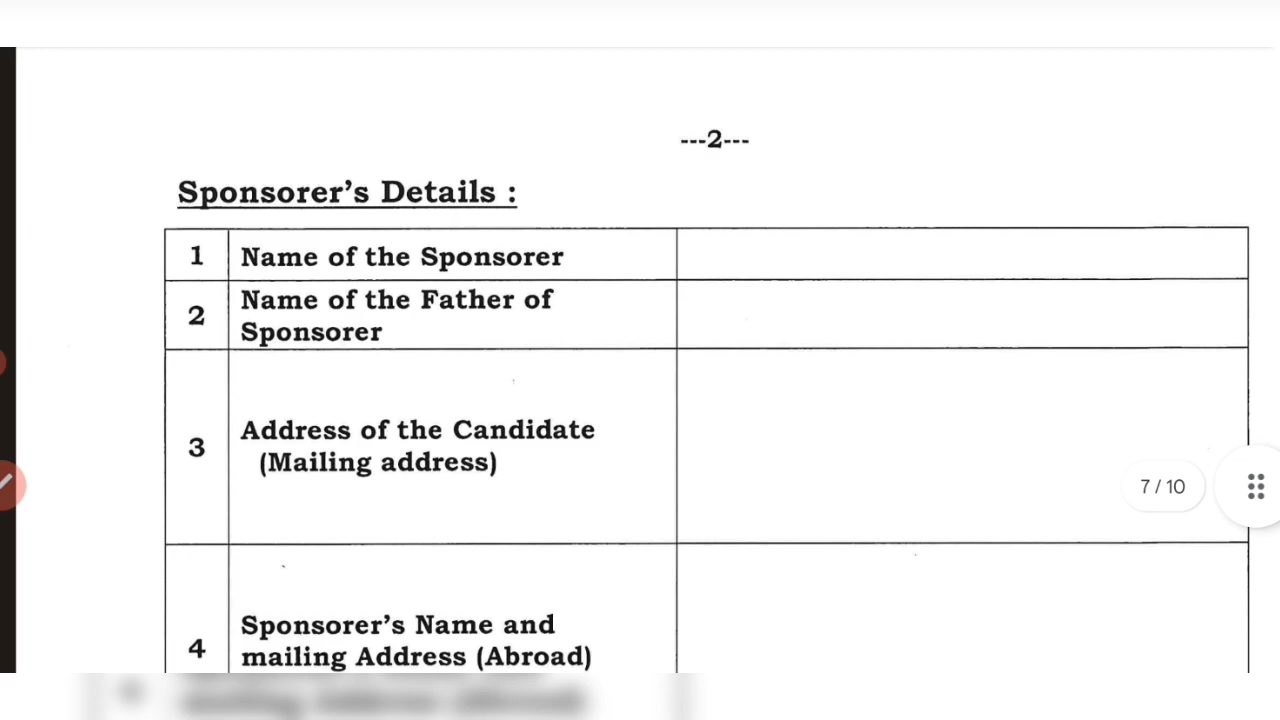 ---2---
Sponsorer's Details :
1 Name of the Sponsorer
2 Name of the Father of
Sponsorer
3 Address of the Candidate
(Mailing address)
7 / 10
4 Sponsorer's Name and
mailing Address (Abroad)